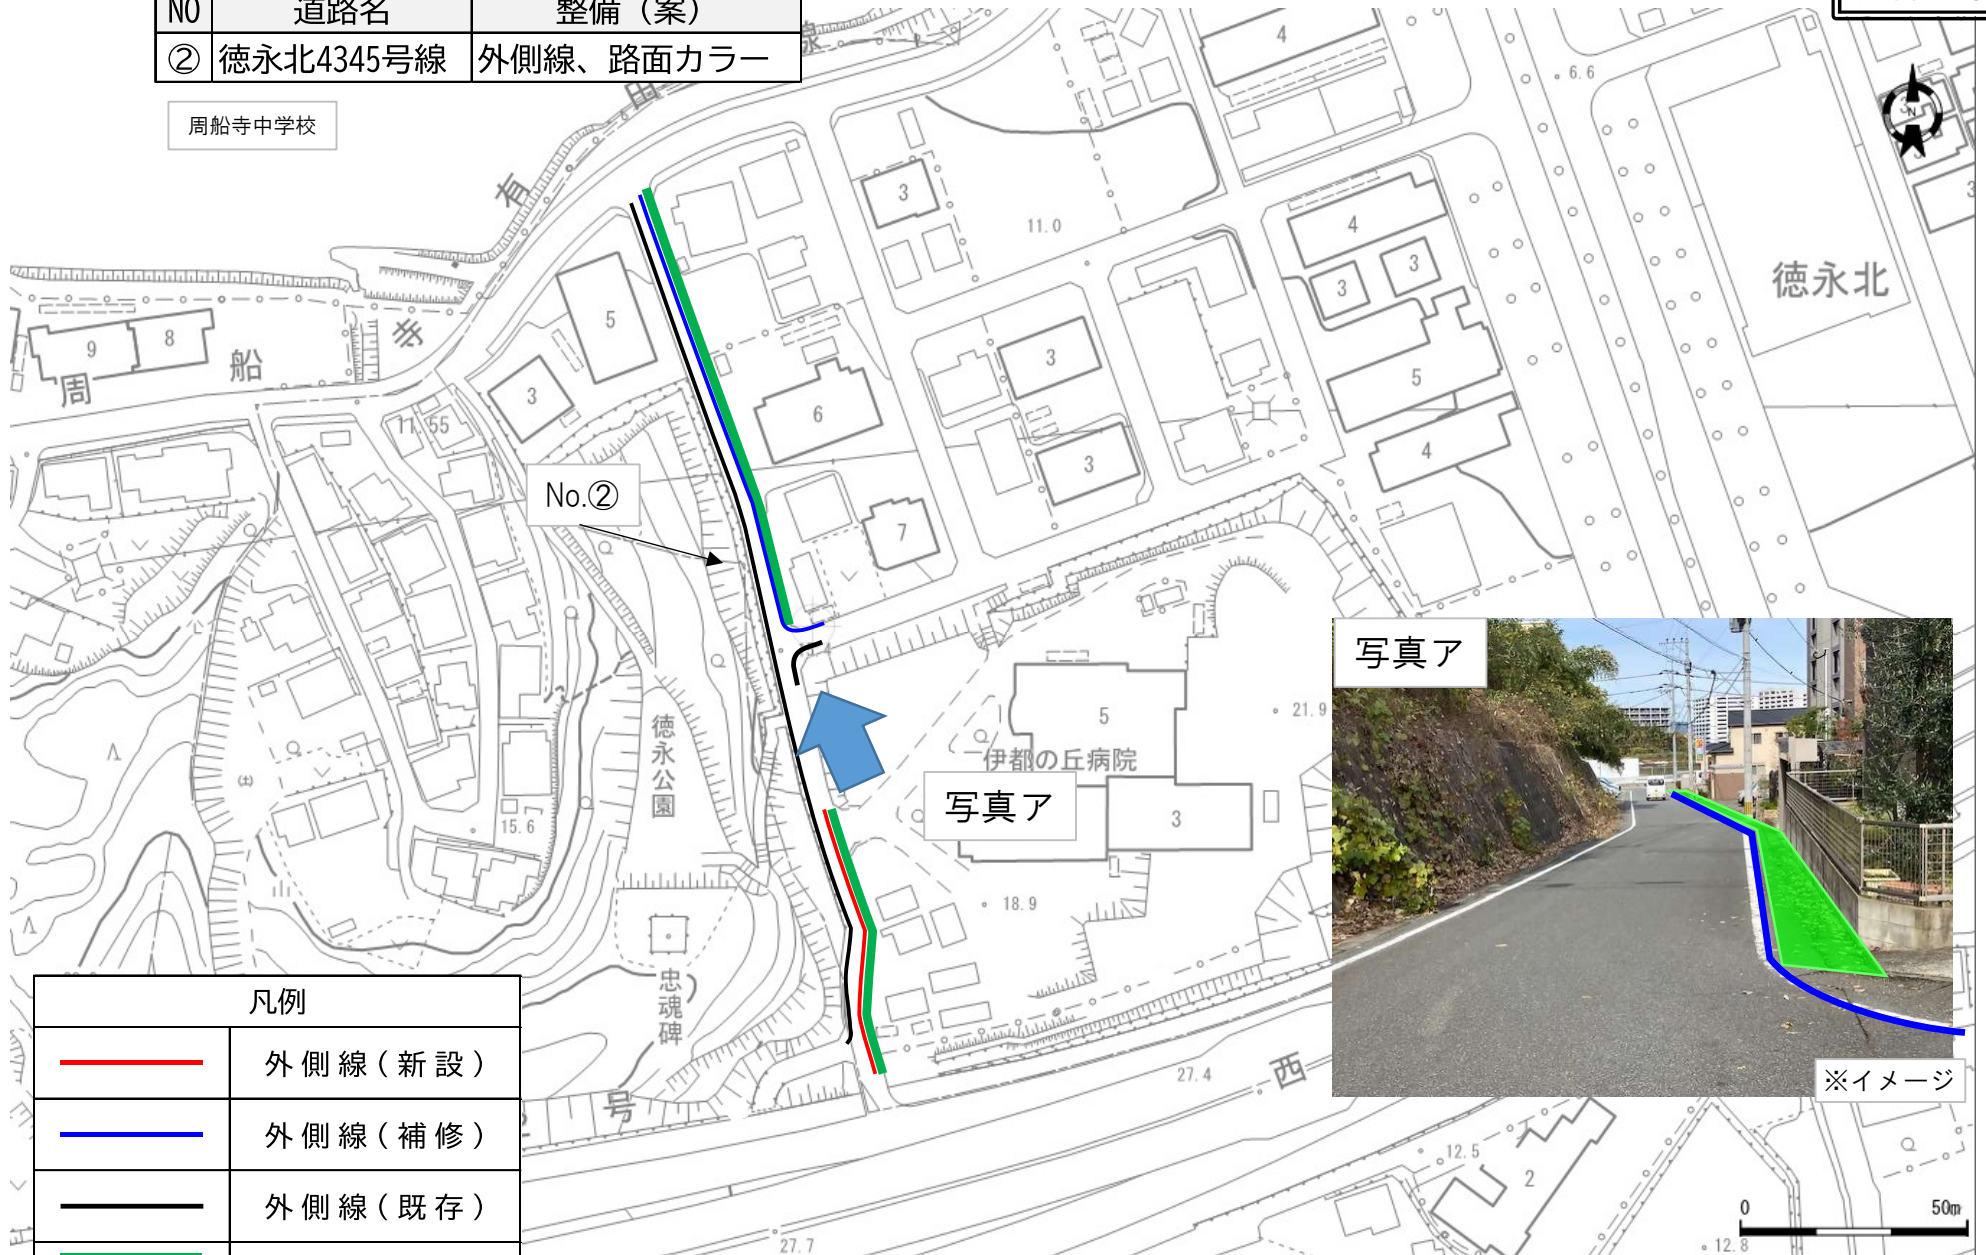 NO 道路名 整備（案）
② 徳永北4345号線 外側線、路面カラー
周船寺中学校
線
由
有
寺
船
周
4
6.6
3
11.0
4
3
3
5
4
徳永北
3
N
9
8
5
3
11.55
6
3
3
7
No.②
写真ア
徳永公園
5
21.9
伊都の丘病院
写真ア
3
15.6
18.9
忠魂碑
凡例
外側線（新設）
外側線（補修）
外側線（既存）
号
27.4
西
※イメージ
12.5
2
0 50m
27.7
12.8